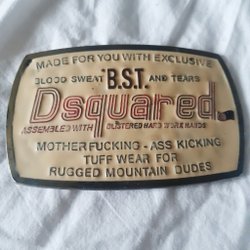 MADE FOR YOU WITH EXCLUSIVE
BLOOD SWEAT "B.S.T." AND TEARS
Dsquared
ASSEMBLED WITH BLISTERED HARD WORK HANDS
MOTHERFUCKING - ASS KICKING
TUFF WEAR FOR
RUGGED MOUNTAIN DUDES